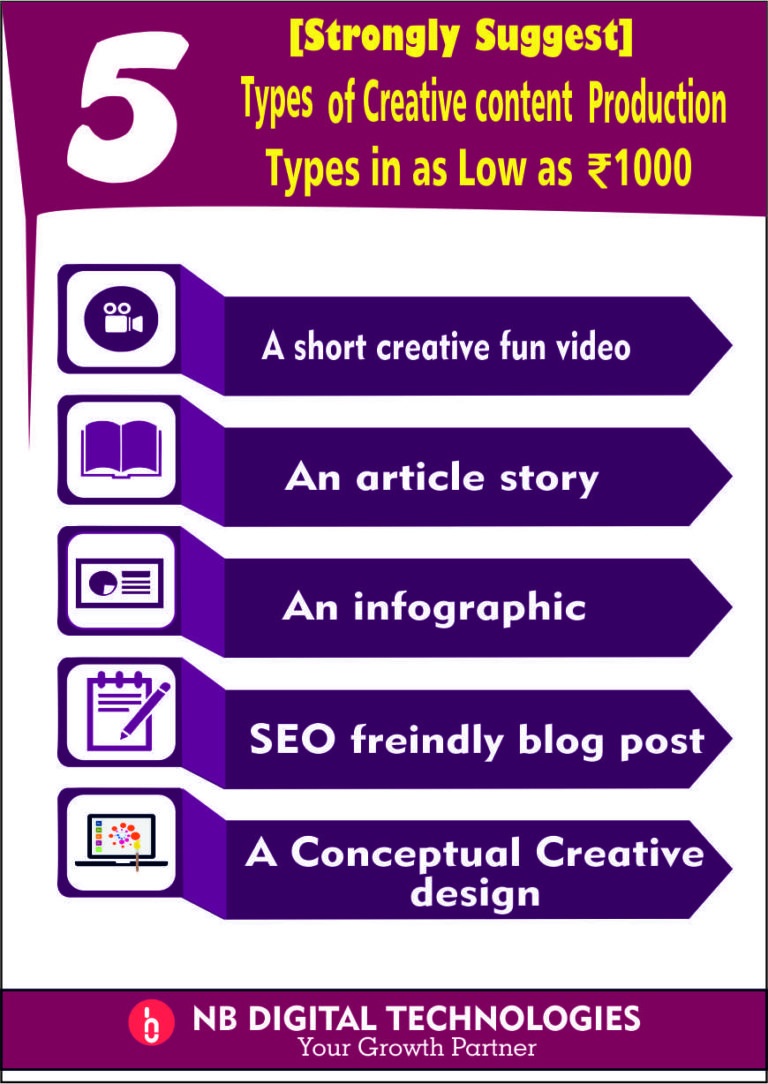 5
[Strongly Suggest]
Types of Creative content Production
Types in as Low as ₹1000
A short creative fun video
An article story
An infographic
SEO freindly blog post
A Conceptual Creative
design
NB DIGITAL TECHNOLOGIES
Your Growth Partner